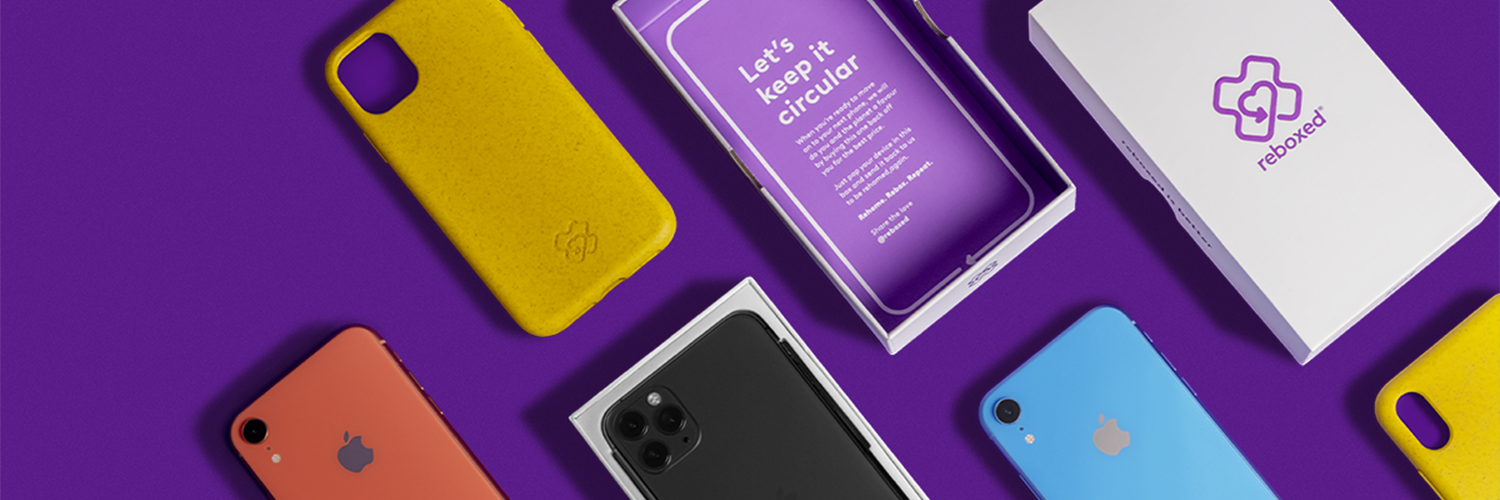 Let's
keep it
circular
When you're ready to move
on to your next phone, we will
do you and the planet a favour
by buying this one back off
you for the best price.
Just pop your device in this
box and send it back to us
to be rehomed,again.
Rehome. Rebox. Repeat.
Share the love
@reboxed
reboxed®